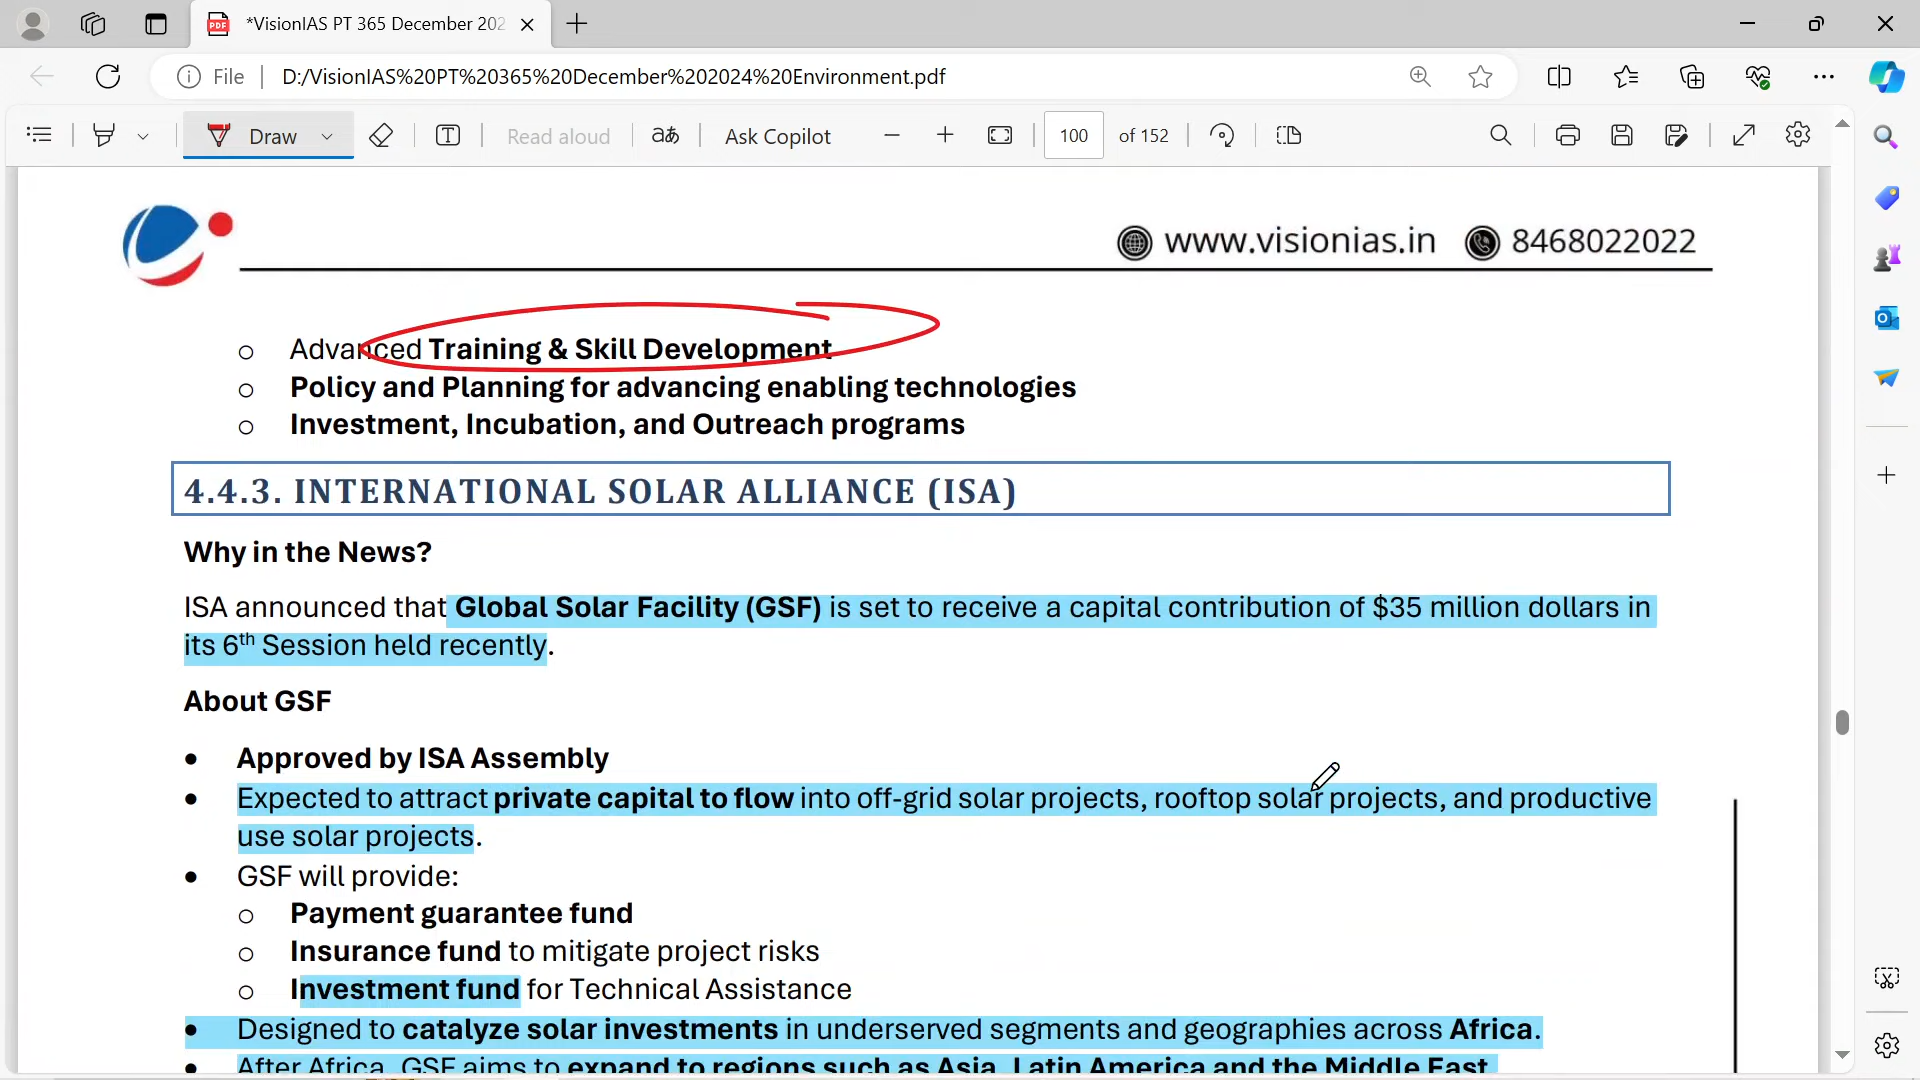 *VisionIAS PT 365 December 202
File
D:/VisionIAS%20PT%20365%20December%202024%20Environment.pdf
Draw
Read aloud
aあ
Ask Copilot
100 of 152
www.visionias.in 8468022022
○ Advanced Training & Skill Development
○ Policy and Planning for advancing enabling technologies
○ Investment, Incubation, and Outreach programs
4.4.3. INTERNATIONAL SOLAR ALLIANCE (ISA)
Why in the News?
ISA announced that Global Solar Facility (GSF) is set to receive a capital contribution of $35 million dollars in
its 6th Session held recently.
About GSF
• Approved by ISA Assembly
• Expected to attract private capital to flow into off-grid solar projects, rooftop solar projects, and productive
use solar projects.
• GSF will provide:
○ Payment guarantee fund
○ Insurance fund to mitigate project risks
○ Investment fund for Technical Assistance
• Designed to catalyze solar investments in underserved segments and geographies across Africa.
• After Africa, GSF aims to expand to regions such as Asia, Latin America and the Middle East